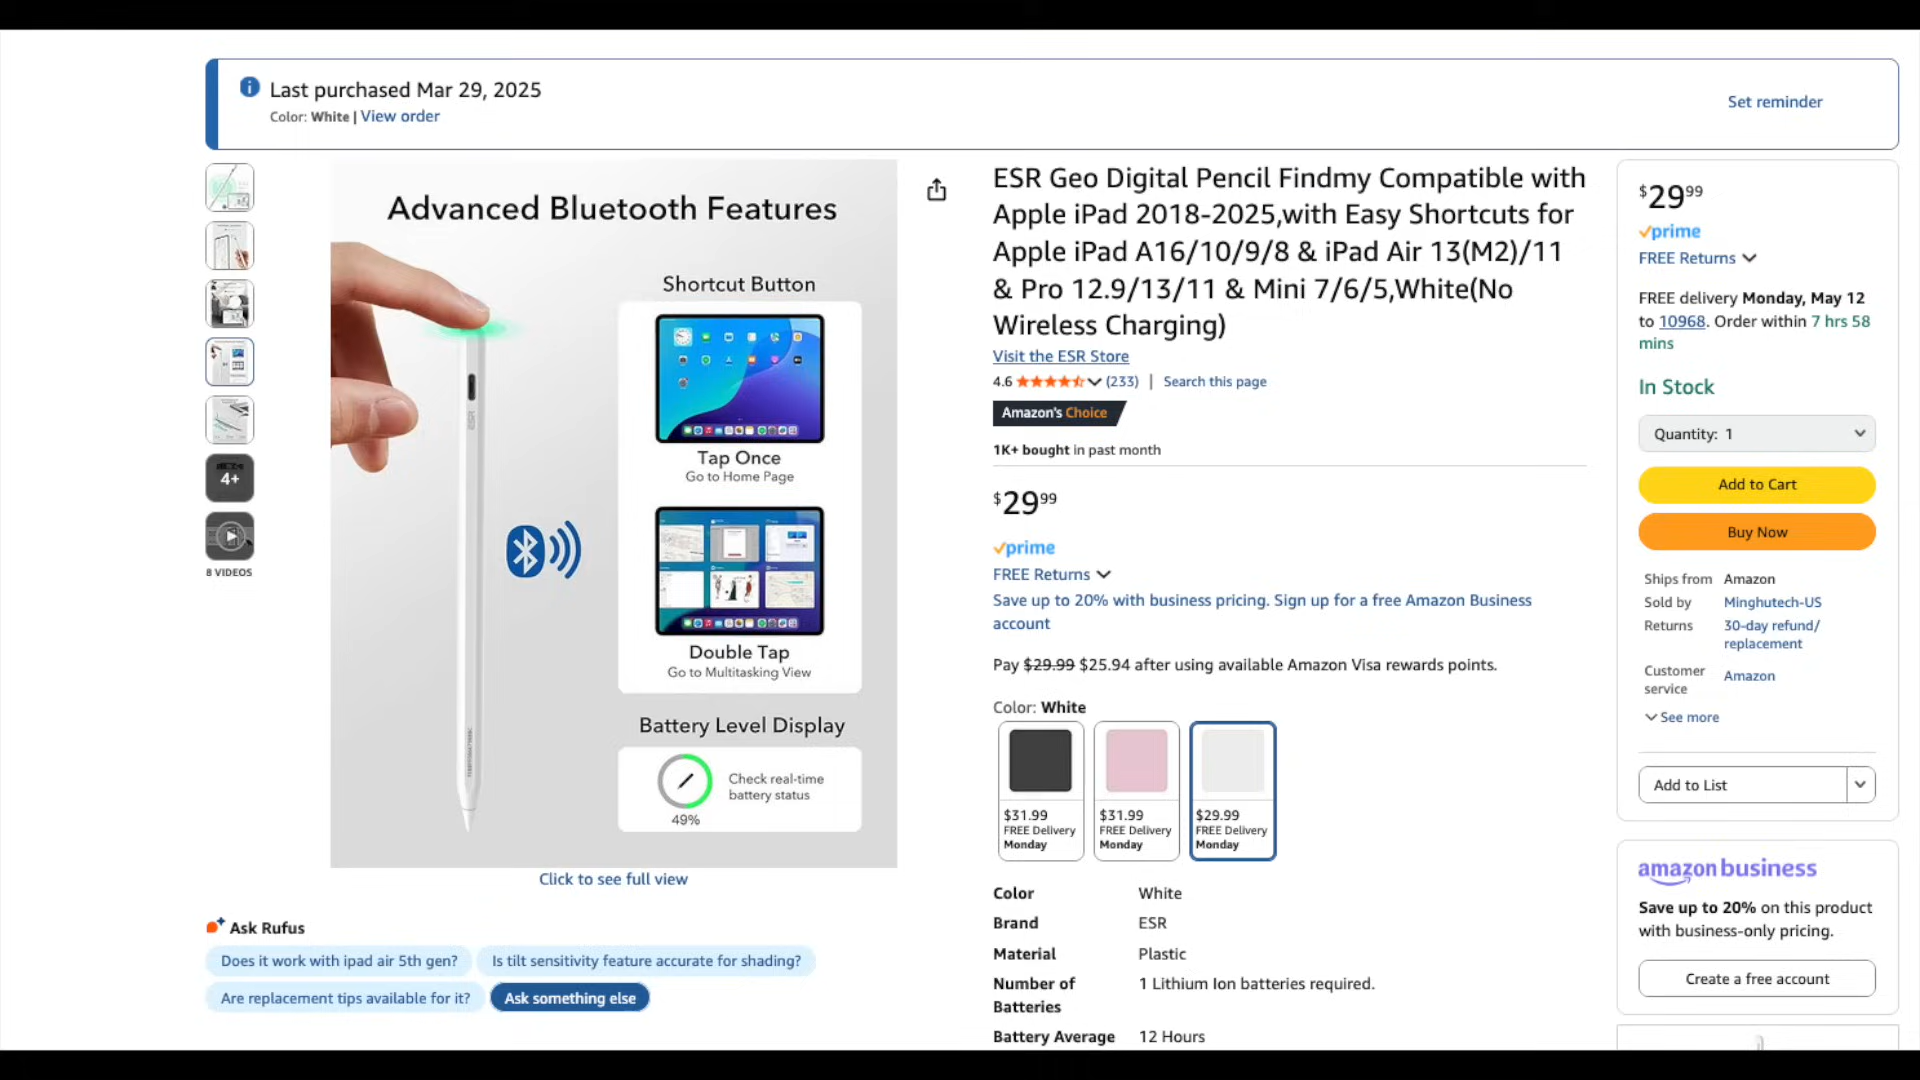 Last purchased Mar 29, 2025
Set reminder
Color: White | View order
4+
8 VIDEOS
Advanced Bluetooth Features
Shortcut Button
Tap Once
Go to Home Page
Double Tap
Go to Multitasking View
Battery Level Display
Check real-time
battery status
49%
ESR
Click to see full view
Ask Rufus
Does it work with ipad air 5th gen?
Is tilt sensitivity feature accurate for shading?
Are replacement tips available for it?
Ask something else
ESR Geo Digital Pencil Findmy Compatible with
Apple iPad 2018-2025,with Easy Shortcuts for
Apple iPad A16/10/9/8 & iPad Air 13(M2)/11
& Pro 12.9/13/11 & Mini 7/6/5,White(No
Wireless Charging)
Visit the ESR Store
4.6 (233) | Search this page
Amazon's Choice
1K+ bought in past month
$29 99
prime
FREE Returns
Save up to 20% with business pricing. Sign up for a free Amazon Business
account
Pay $29.99 $25.94 after using available Amazon Visa rewards points.
Color: White
$31.99
FREE Delivery
Monday
$31.99
FREE Delivery
Monday
$29.99
FREE Delivery
Monday
Color White
Brand ESR
Material Plastic
Number of 1 Lithium Ion batteries required.
Batteries
Battery Average 12 Hours
$29 99
prime
FREE Returns
FREE delivery Monday, May 12
to 10968. Order within 7 hrs 58
mins
In Stock
Quantity: 1
Add to Cart
Buy Now
Ships from Amazon
Sold by Minghutech-US
Returns 30-day refund/
replacement
Customer Amazon
service
See more
Add to List
amazon business
Save up to 20% on this product
with business-only pricing.
Create a free account